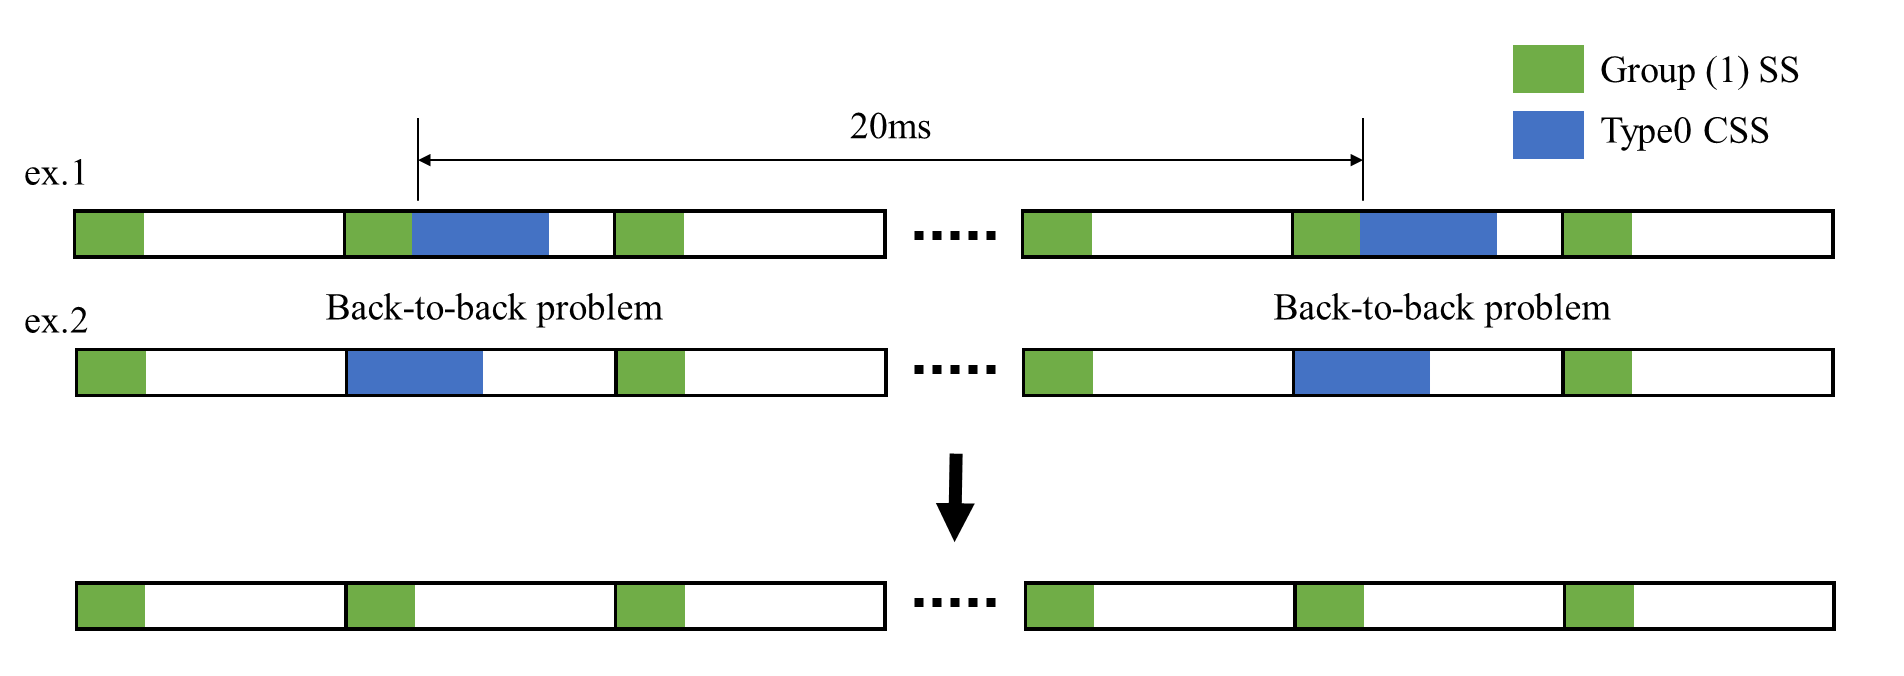 Group (1) SS
Type0 CSS
20ms
ex.1
Back-to-back problem
Back-to-back problem
ex.2